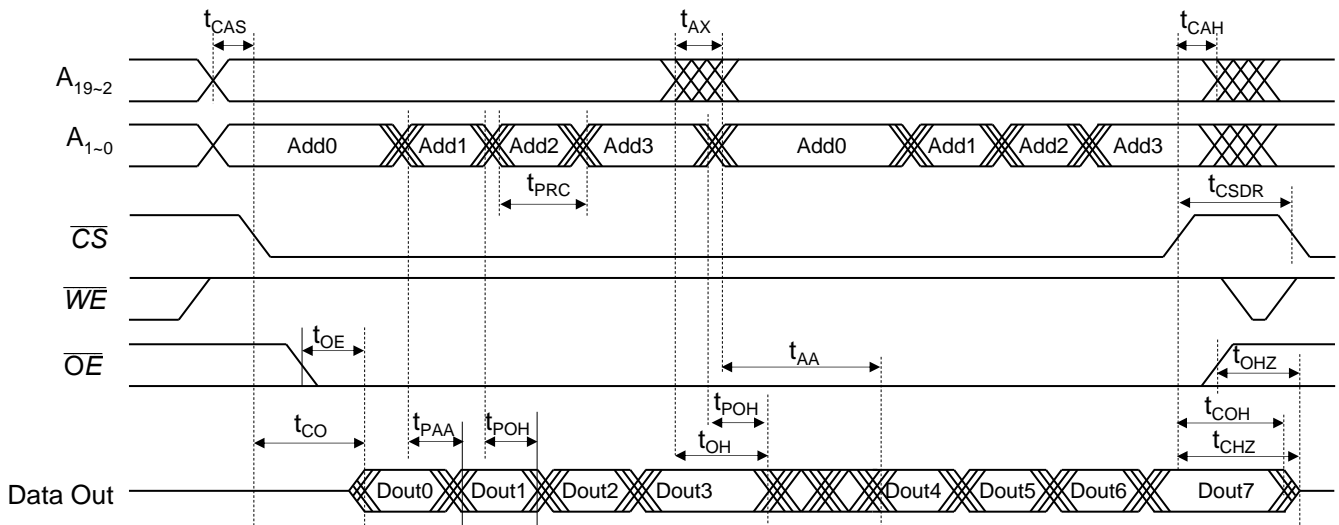 tCAS tAX tCAH
A19~2
A1~0 Add0 Add1 Add2 Add3 Add0 Add1 Add2 Add3
tPRC tCSDR
CS
WE
tOE
OE tAA tOHZ
tCO tPAA tPOH tPOH tCOH
tOH tCHZ
Data Out Dout0 Dout1 Dout2 Dout3 Dout4 Dout5 Dout6 Dout7